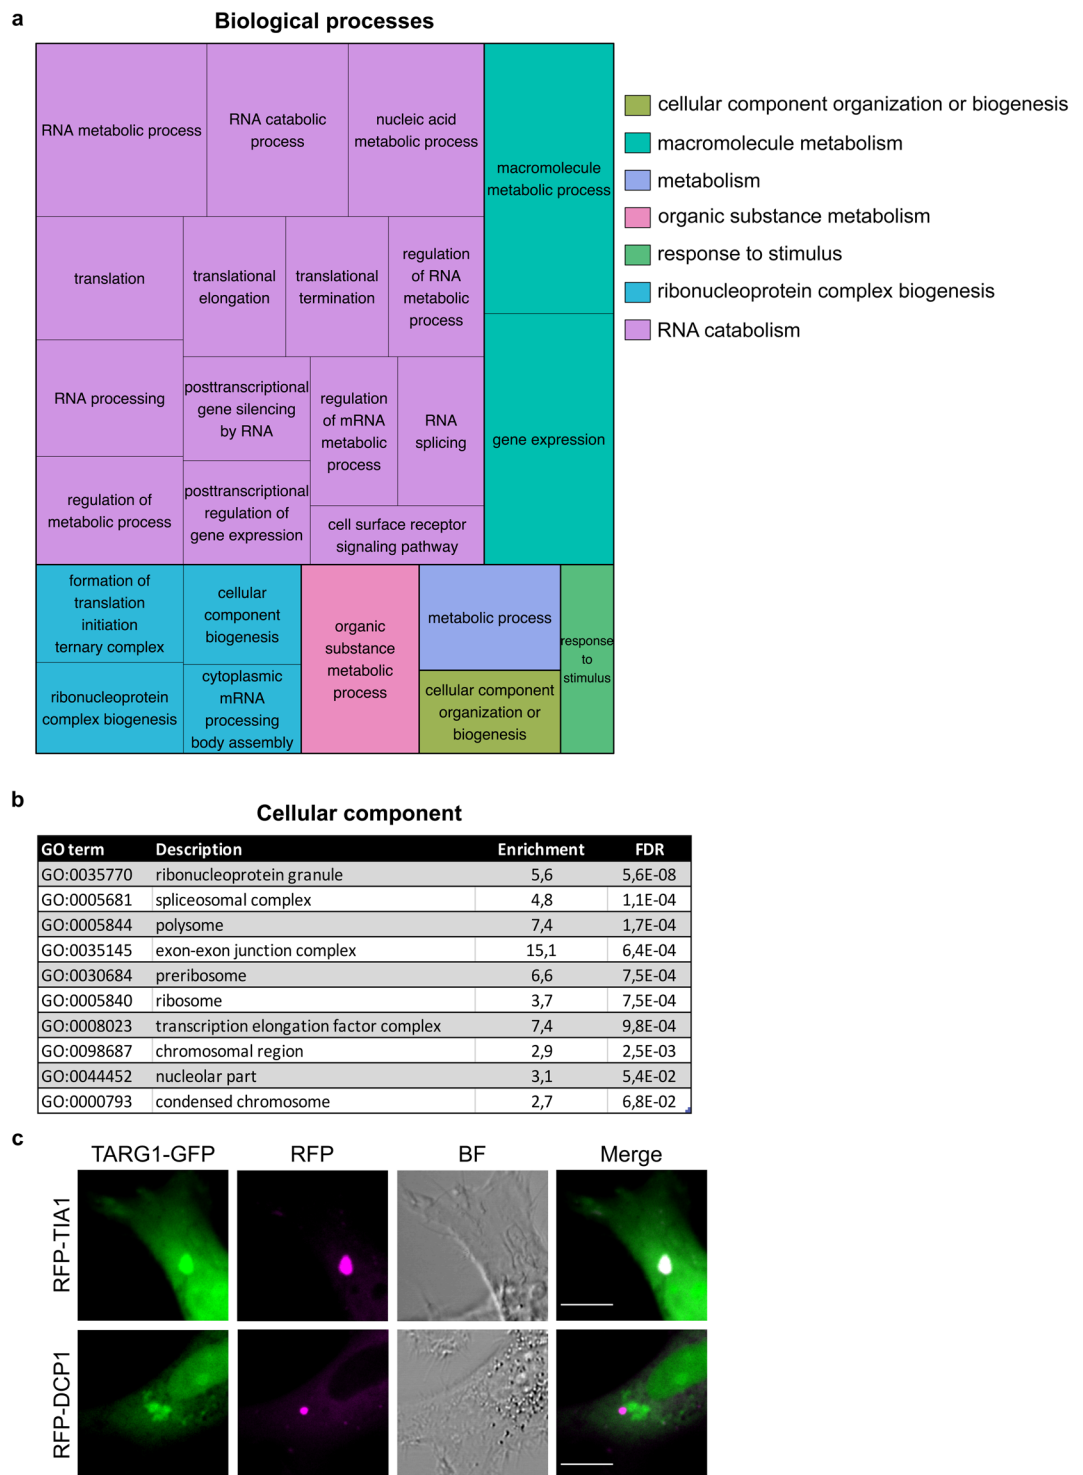 a
Biological processes
RNA metabolic process
RNA catabolic
process
nucleic acid
metabolic process
macromolecule
metabolic process
translation
translational
elongation
translational
termination
regulation
of RNA
metabolic
process
RNA processing
posttranscriptional
gene silencing
by RNA
regulation
of mRNA
metabolic
process
RNA
splicing
gene expression
regulation of
metabolic process
posttranscriptional
regulation of
gene expression
cell surface receptor
signaling pathway
formation of
translation
initiation
ternary complex
cellular
component
biogenesis
organic
substance
metabolic
process
metabolic process
response
to
stimulus
ribonucleoprotein
complex biogenesis
cytoplasmic
mRNA
processing
body assembly
cellular component
organization or
biogenesis
cellular component organization or biogenesis
macromolecule metabolism
metabolism
organic substance metabolism
response to stimulus
ribonucleoprotein complex biogenesis
RNA catabolism
b
Cellular component
GO term Description Enrichment FDR
GO:0035770 ribonucleoprotein granule 5,6 5,6E-08
GO:0005681 spliceosomal complex 4,8 1,1E-04
GO:0005844 polysome 7,4 1,7E-04
GO:0035145 exon-exon junction complex 15,1 6,4E-04
GO:0030684 preribosome 6,6 7,5E-04
GO:0005840 ribosome 3,7 7,5E-04
GO:0008023 transcription elongation factor complex 7,4 9,8E-04
GO:0098687 chromosomal region 2,9 2,5E-03
GO:0044452 nucleolar part 3,1 5,4E-02
GO:0000793 condensed chromosome 2,7 6,8E-02
c
TARG1-GFP RFP BF Merge
RFP-TIA1
RFP-DCP1